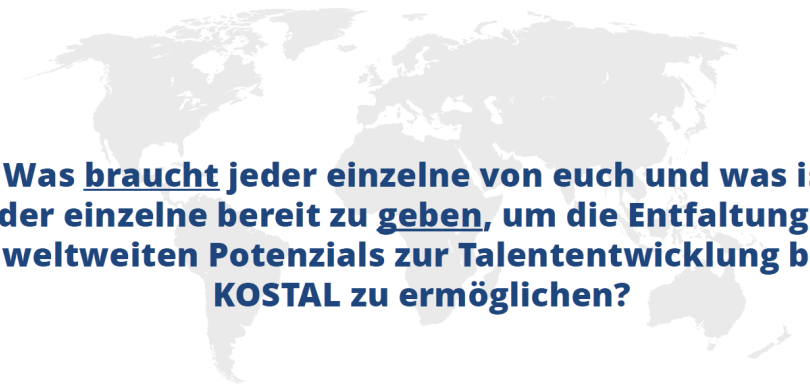 Was braucht jeder einzelne von euch und was
der einzelne bereit zu geben, um die Entfaltung
weltweiten Potenzials zur Talententwicklung
KOSTAL zu ermöglichen?